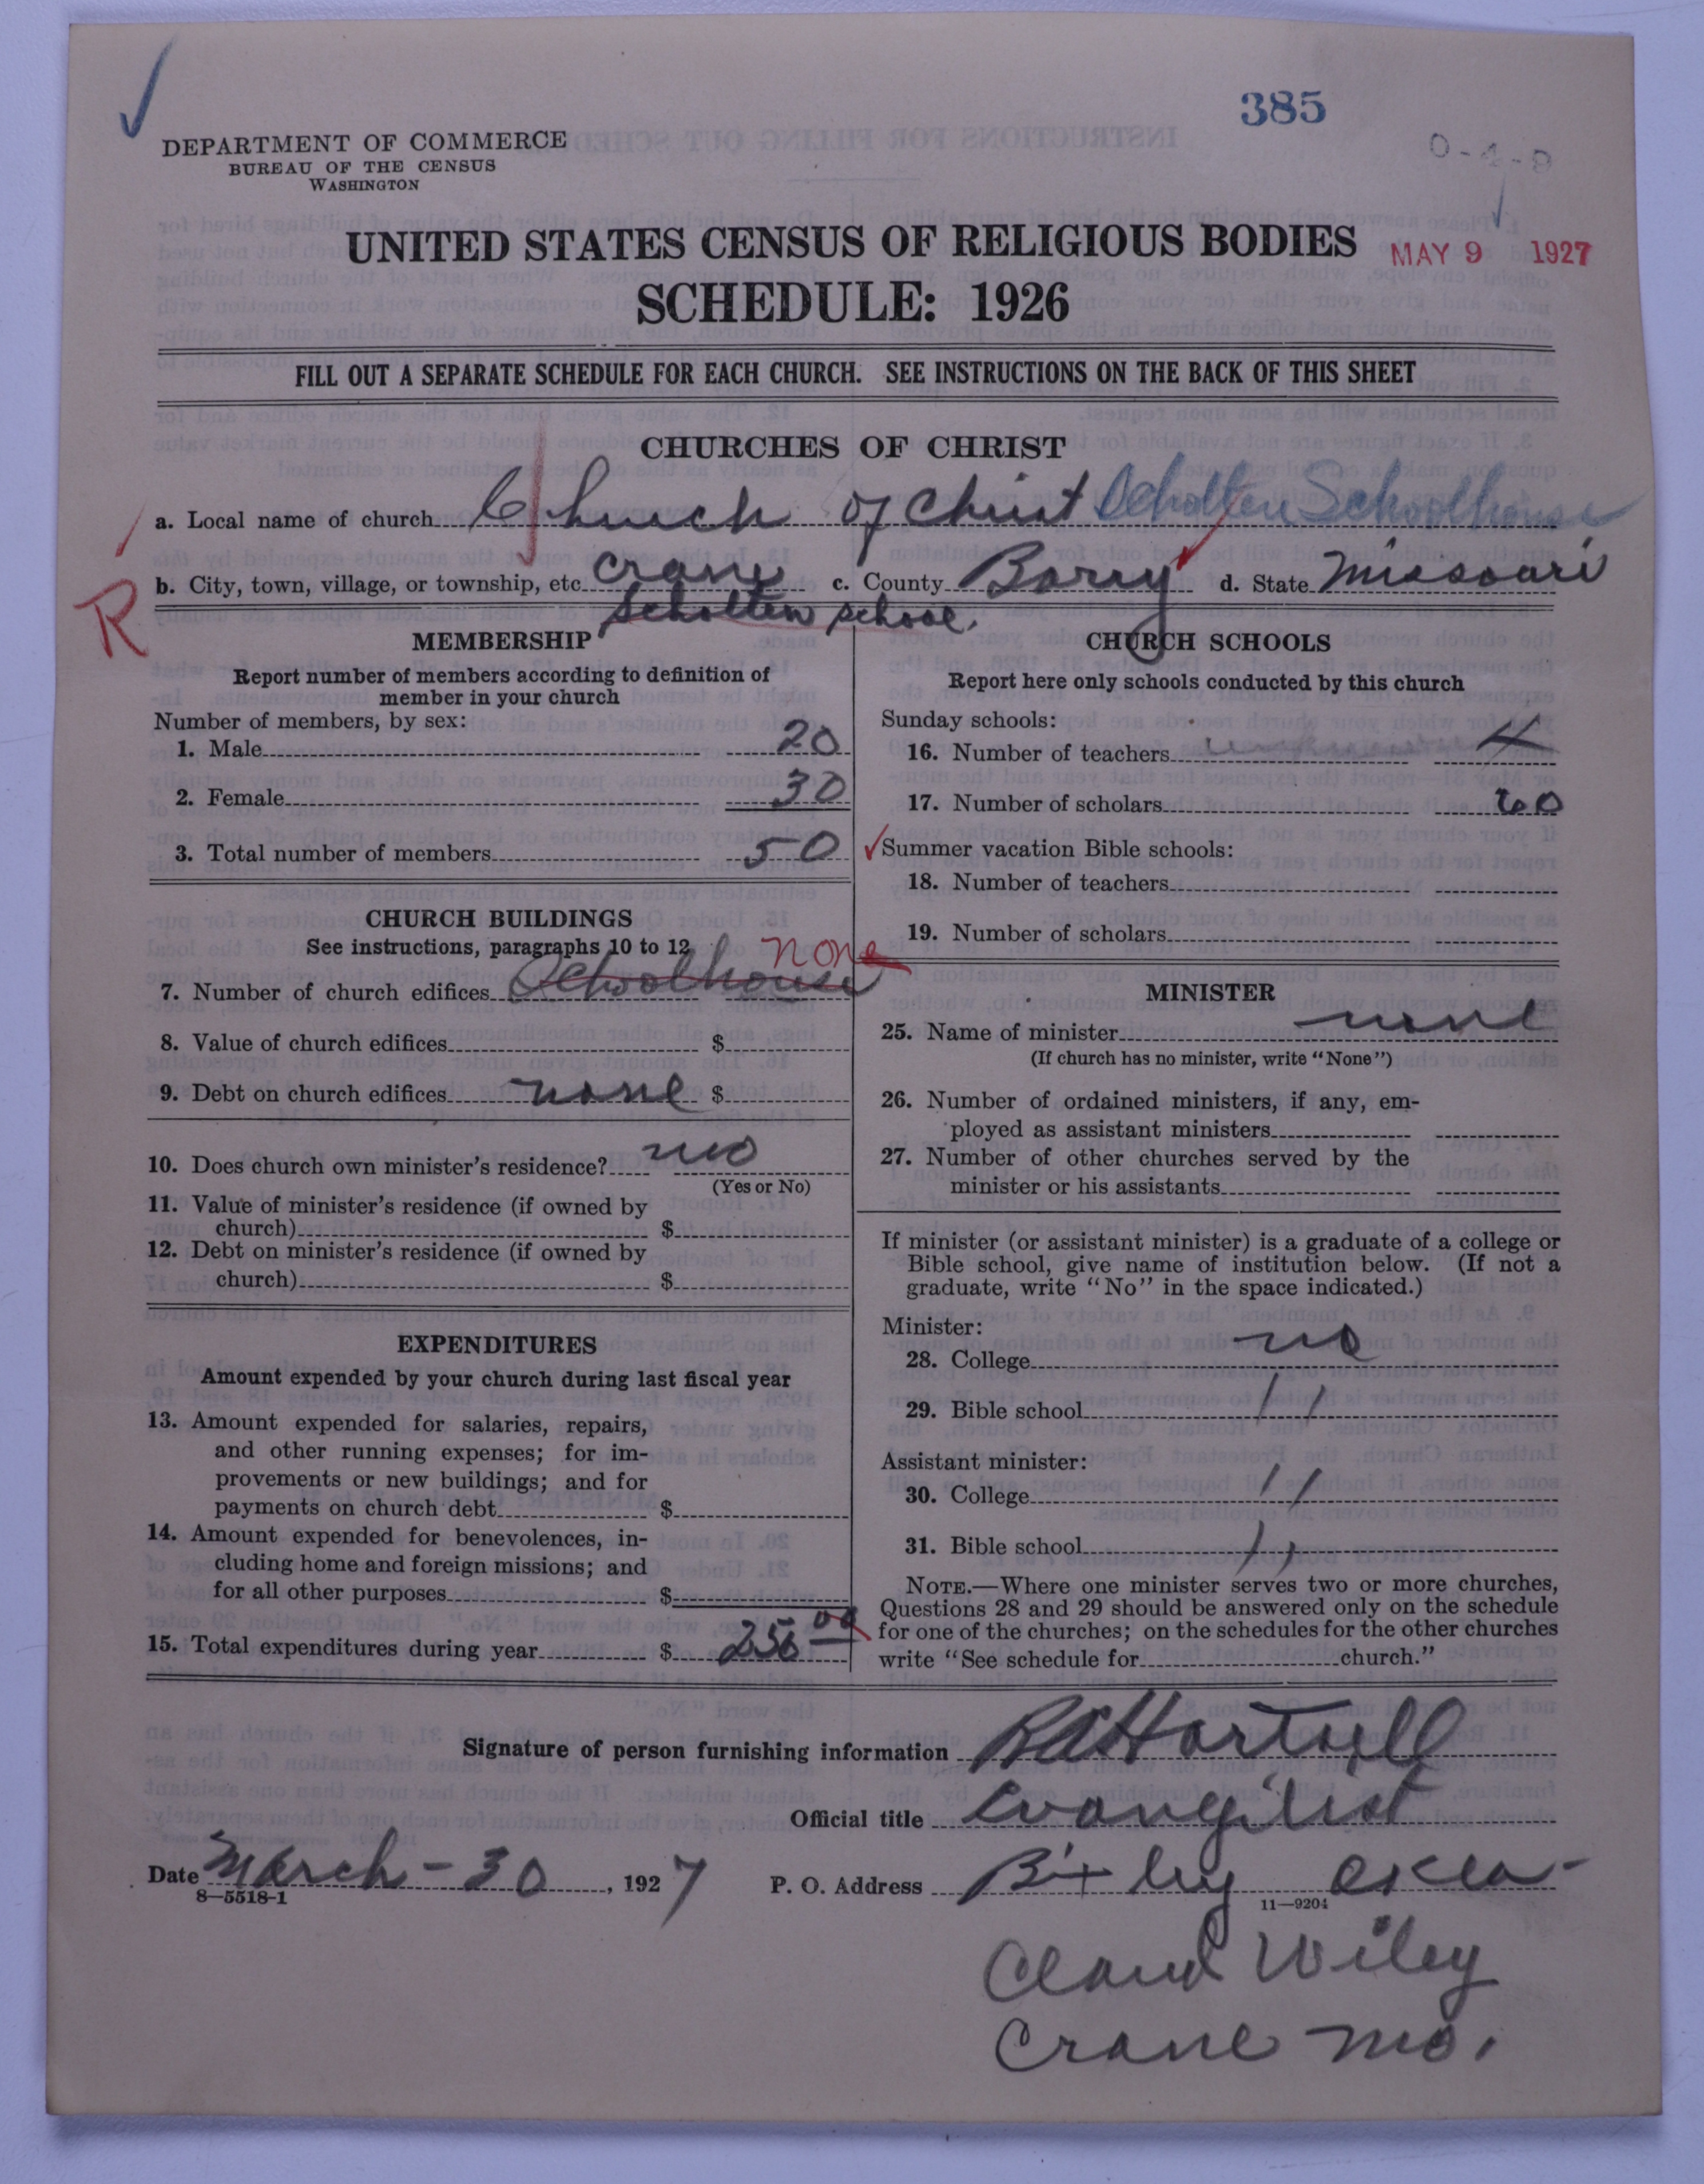 385
0-4-8
DEPARTMENT OF COMMERCE
BUREAU OF THE CENSUS
WASHINGTON
UNITED STATES CENSUS OF RELIGIOUS BODIES
MAY 9 1927
SCHEDULE: 1926
FILL OUT A SEPARATE SCHEDULE FOR EACH CHURCH. SEE INSTRUCTIONS ON THE BACK OF THIS SHEET
CHURCHES OF CHRIST
a. Local name of church Church of Christ Scholten Schoolhouse
b. City, town, village, or township, etc. Crane c. County Barry d. State Missouri
Scholten School.
R
MEMBERSHIP
Report number of members according to definition of
member in your church
Number of members, by sex:
1. Male 20
2. Female 30
3. Total number of members 50
CHURCH BUILDINGS
See instructions, paragraphs 10 to 12
none
7. Number of church edifices Schoolhouse
8. Value of church edifices $
9. Debt on church edifices none $
10. Does church own minister's residence? no
(Yes or No)
11. Value of minister's residence (if owned by
church) $
12. Debt on minister's residence (if owned by
church) $
EXPENDITURES
Amount expended by your church during last fiscal year
13. Amount expended for salaries, repairs,
and other running expenses; for im-
provements or new buildings; and for
payments on church debt $
14. Amount expended for benevolences, in-
cluding home and foreign missions; and
for all other purposes $
15. Total expenditures during year $ 250 00
CHURCH SCHOOLS
Report here only schools conducted by this church
Sunday schools:
16. Number of teachers 4
17. Number of scholars 60
Summer vacation Bible schools:
18. Number of teachers
19. Number of scholars
MINISTER
25. Name of minister none
(If church has no minister, write "None")
26. Number of ordained ministers, if any, em-
ployed as assistant ministers
27. Number of other churches served by the
minister or his assistants
If minister (or assistant minister) is a graduate of a college or
Bible school, give name of institution below. (If not a
graduate, write "No" in the space indicated.)
Minister:
28. College no
29. Bible school 11
Assistant minister:
30. College 11
31. Bible school 11
NOTE.—Where one minister serves two or more churches,
Questions 28 and 29 should be answered only on the schedule
for one of the churches; on the schedules for the other churches
write "See schedule for church."
Signature of person furnishing information RA Hartsell
Official title Evangilist
Date March - 30, 1927 P. O. Address Bixby Okla -
8—5518-1
11—9204
Claud Wiley
Crane Mo.